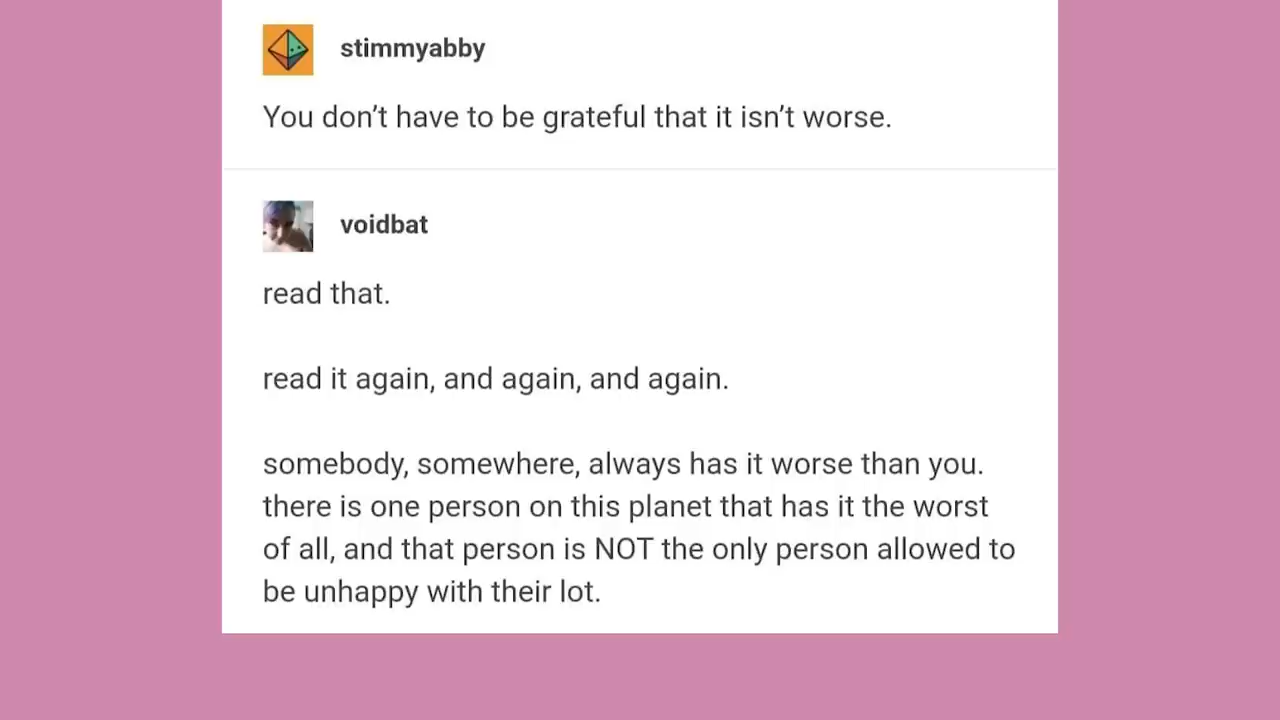 stimmyabby
You don’t have to be grateful that it isn’t worse.
voidbat
read that.
read it again, and again, and again.
somebody, somewhere, always has it worse than you.
there is one person on this planet that has it the worst
of all, and that person is NOT the only person allowed to
be unhappy with their lot.